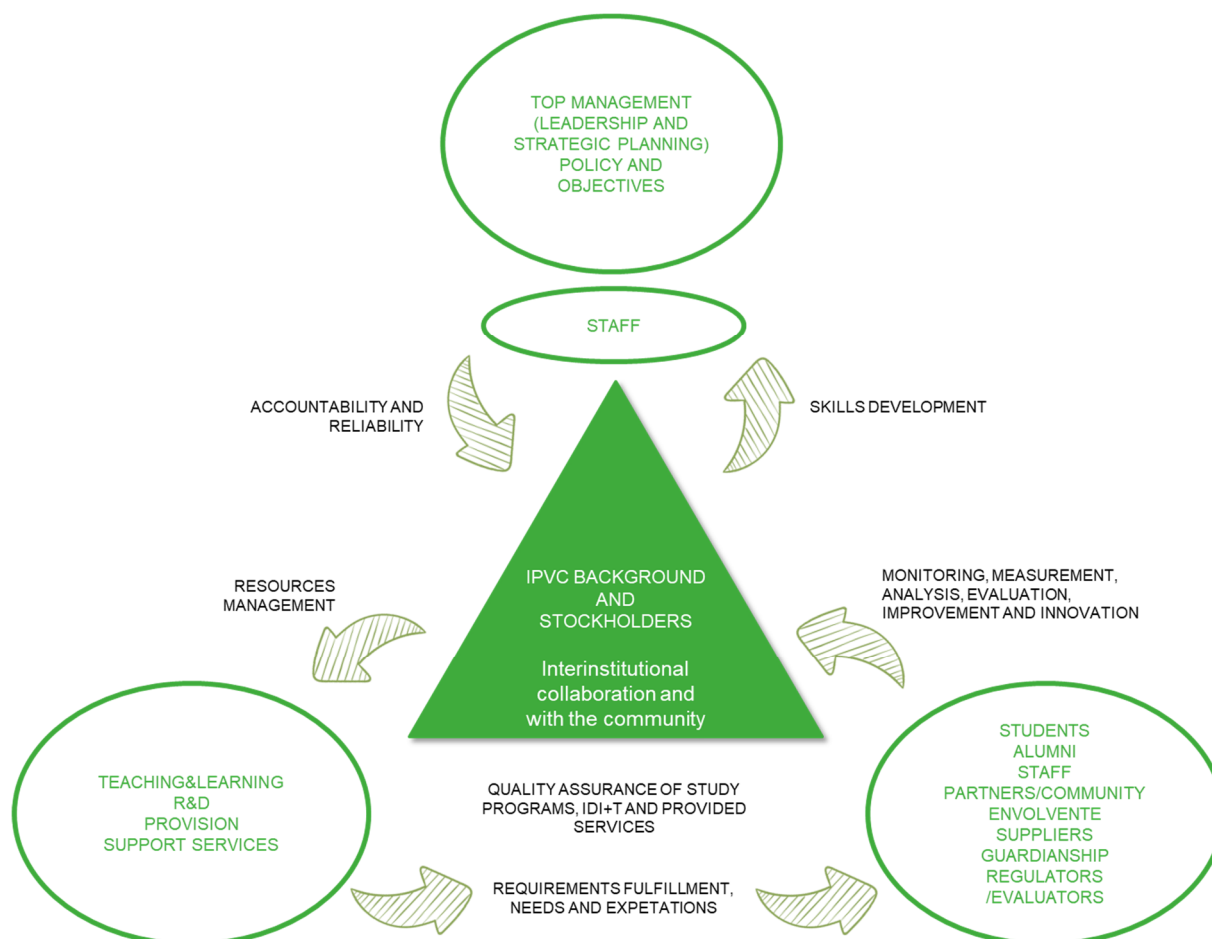 TOP MANAGEMENT
(LEADERSHIP AND
STRATEGIC PLANNING)
POLICY AND
OBJECTIVES
STAFF
ACCOUNTABILITY AND
RELIABILITY
SKILLS DEVELOPMENT
RESOURCES
MANAGEMENT
IPVC BACKGROUND
AND
STOCKHOLDERS
Interinstitutional
collaboration and
with the community
MONITORING, MEASUREMENT,
ANALYSIS, EVALUATION,
IMPROVEMENT AND INNOVATION
TEACHING&LEARNING
R&D
PROVISION
SUPPORT SERVICES
QUALITY ASSURANCE OF STUDY
PROGRAMS, IDI+T AND PROVIDED
SERVICES
STUDENTS
ALUMNI
STAFF
PARTNERS/COMMUNITY
ENVOLVENTE
SUPPLIERS
GUARDIANSHIP
REGULATORS
/EVALUATORS
REQUIREMENTS FULFILLMENT,
NEEDS AND EXPETATIONS